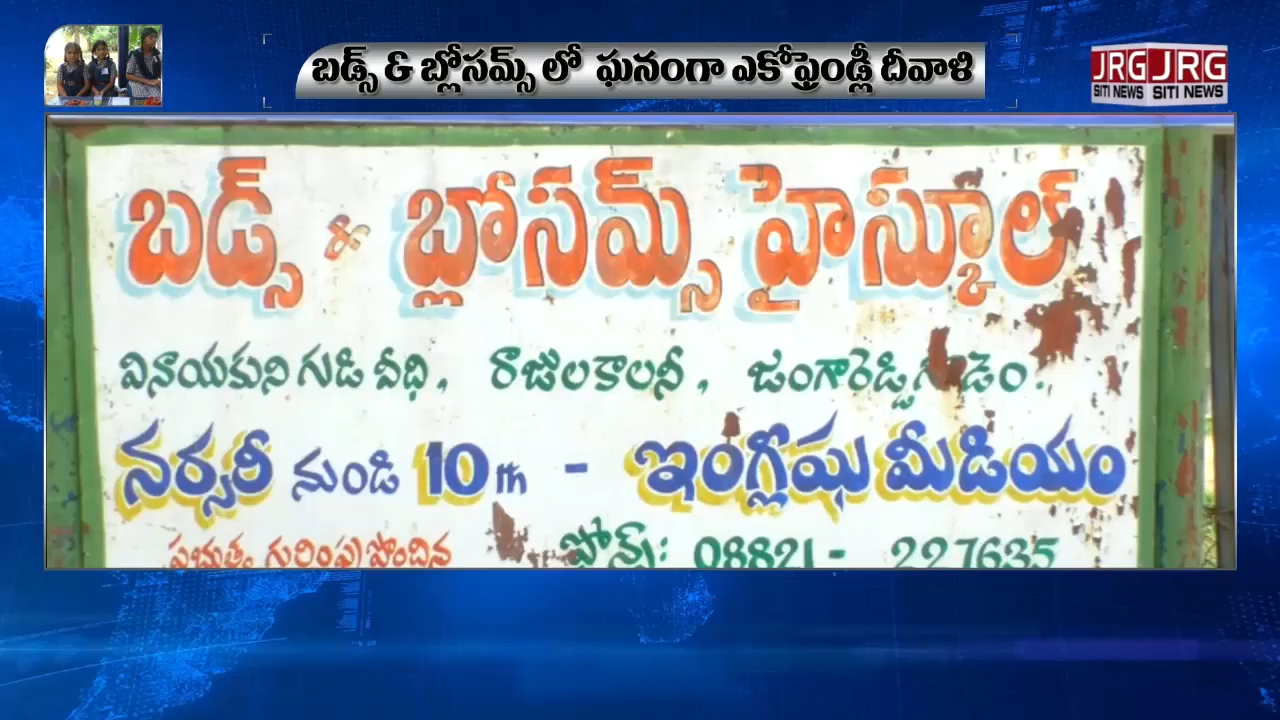 బడ్స్ & బ్లోసమ్స్ లో ఘనంగా ఎకోఫ్రెండ్లీ దీవాళి
JRG JRG
SITI NEWS SITI NEWS
బడ్స్ & బ్లోసమ్స్ హైస్కూల్
వినాయకుని గుడి వీధి, రాజుల కాలనీ, జంగారెడ్డిగూడెం.
నర్సరీ నుండి 10th - ఇంగ్లీషు మీడియం
ప్రభుత్వ గుర్తింపు పొందిన ఫోన్స్: 08821 - 227635